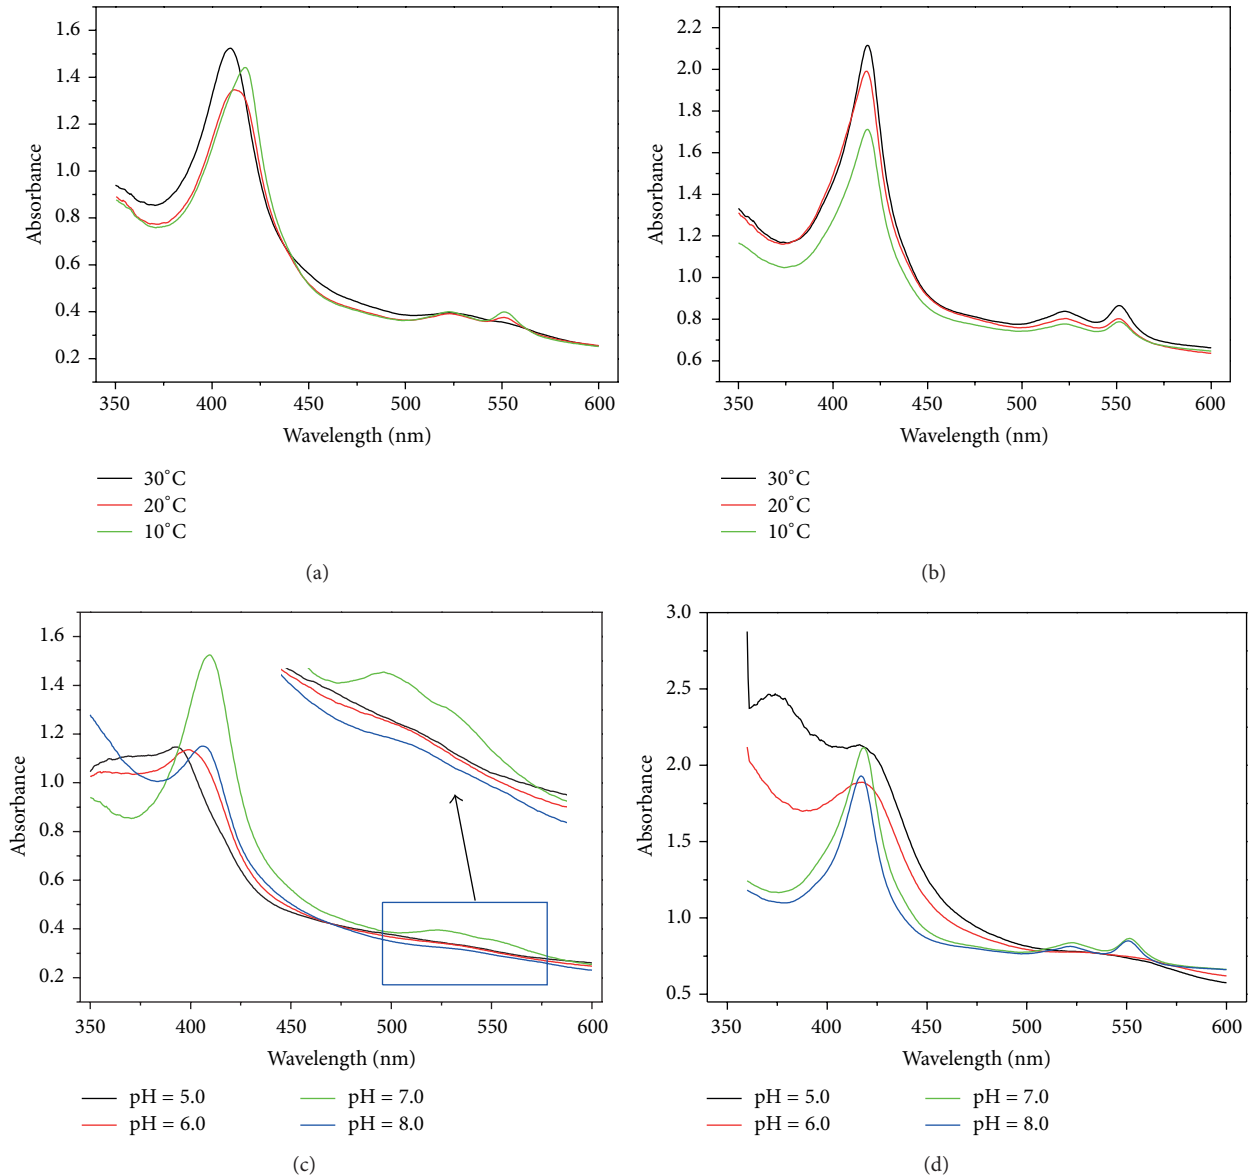 1.6
1.4
1.2
1.0
0.8
0.6
0.4
0.2
Absorbance
350 400 450 500 550 600
Wavelength (nm)
30°C
20°C
10°C
(a)
2.2
2.0
1.8
1.6
1.4
1.2
1.0
0.8
0.6
Absorbance
350 400 450 500 550 600
Wavelength (nm)
30°C
20°C
10°C
(b)
1.6
1.4
1.2
1.0
0.8
0.6
0.4
0.2
Absorbance
350 400 450 500 550 600
Wavelength (nm)
pH = 5.0 pH = 7.0
pH = 6.0 pH = 8.0
(c)
3.0
2.5
2.0
1.5
1.0
0.5
Absorbance
350 400 450 500 550 600
Wavelength (nm)
pH = 5.0 pH = 7.0
pH = 6.0 pH = 8.0
(d)